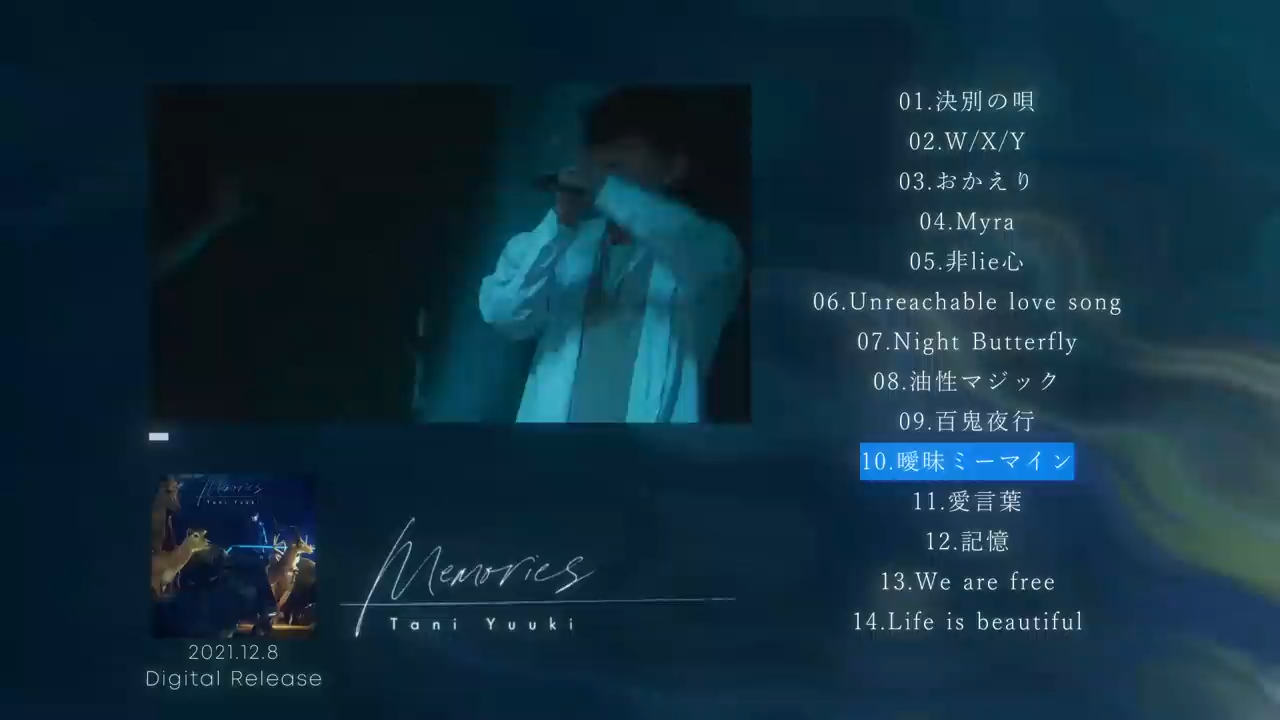 01.決別の唄
02.W/X/Y
03.おかえり
04.Myra
05.非lie心
06.Unreachable love song
07.Night Butterfly
08.油性マジック
09.百鬼夜行
10.曖昧ミーマイン
11.愛言葉
12.記憶
13.We are free
14.Life is beautiful
Memories
Tani Yuuki
Memories
Tani Yuuki
2021.12.8
Digital Release